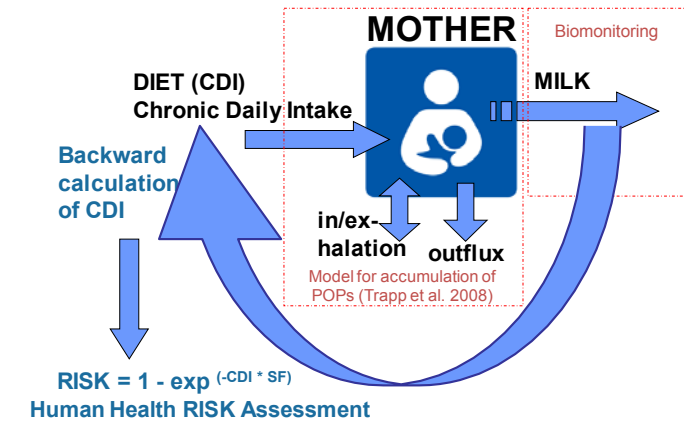 MOTHER
Biomonitoring
DIET (CDI)
Chronic Daily Intake
MILK
Backward
calculation
of CDI
in/ex-
halation
outflux
Model for accumulation of
POPs (Trapp et al. 2008)
RISK = 1 - exp (-CDI * SF)
Human Health RISK Assessment